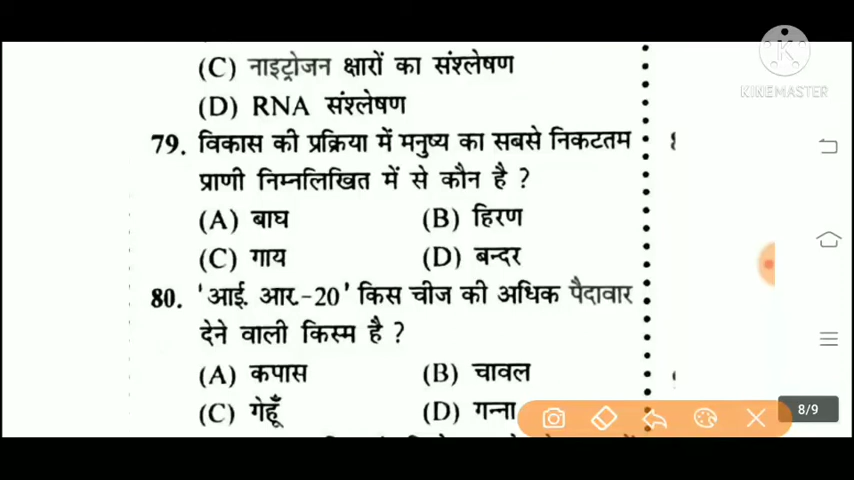 KINEMASTER
(C) नाइट्रोजन क्षारों का संश्लेषण
(D) RNA संश्लेषण
79. विकास की प्रक्रिया में मनुष्य का सबसे निकटतम
प्राणी निम्नलिखित में से कौन है ?
(A) बाघ (B) हिरण
(C) गाय (D) बन्दर
80. 'आई. आर.-20' किस चीज की अधिक पैदावार
देने वाली किस्म है ?
(A) कपास (B) चावल
(C) गेहूँ (D) गन्ना
8/9